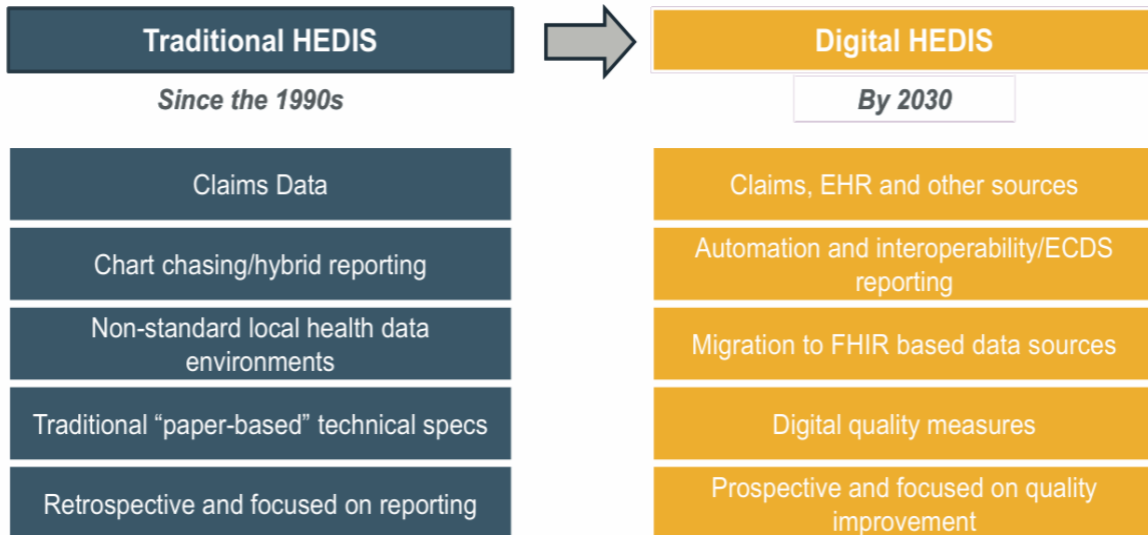 Traditional HEDIS
Digital HEDIS
Since the 1990s
By 2030
Claims Data
Claims, EHR and other sources
Chart chasing/hybrid reporting
Automation and interoperability/ECDS
reporting
Non-standard local health data
environments
Migration to FHIR based data sources
Traditional “paper-based” technical specs
Digital quality measures
Retrospective and focused on reporting
Prospective and focused on quality
improvement